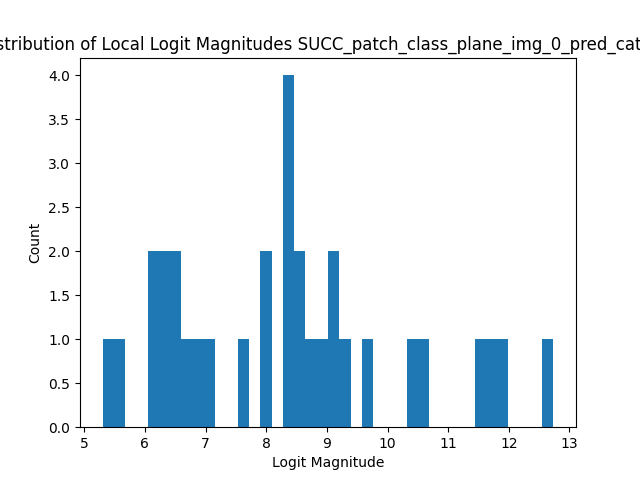 stribution of Local Logit Magnitudes SUCC_patch_class_plane_img_0_pred_cat
4.0
3.5
3.0
2.5
2.0
1.5
1.0
0.5
0.0
Count
5 6 7 8 9 10 11 12 13
Logit Magnitude